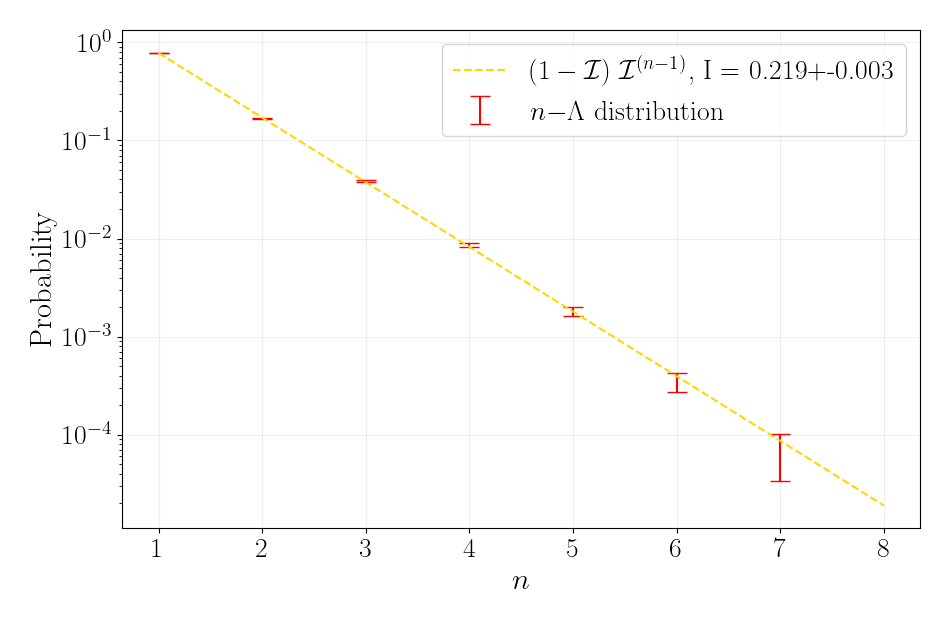 (1 − ℐ) ℐ^(n−1), I = 0.219+-0.003
n−Λ distribution
Probability
10^0
10^−1
10^−2
10^−3
10^−4
1 2 3 4 5 6 7 8
n